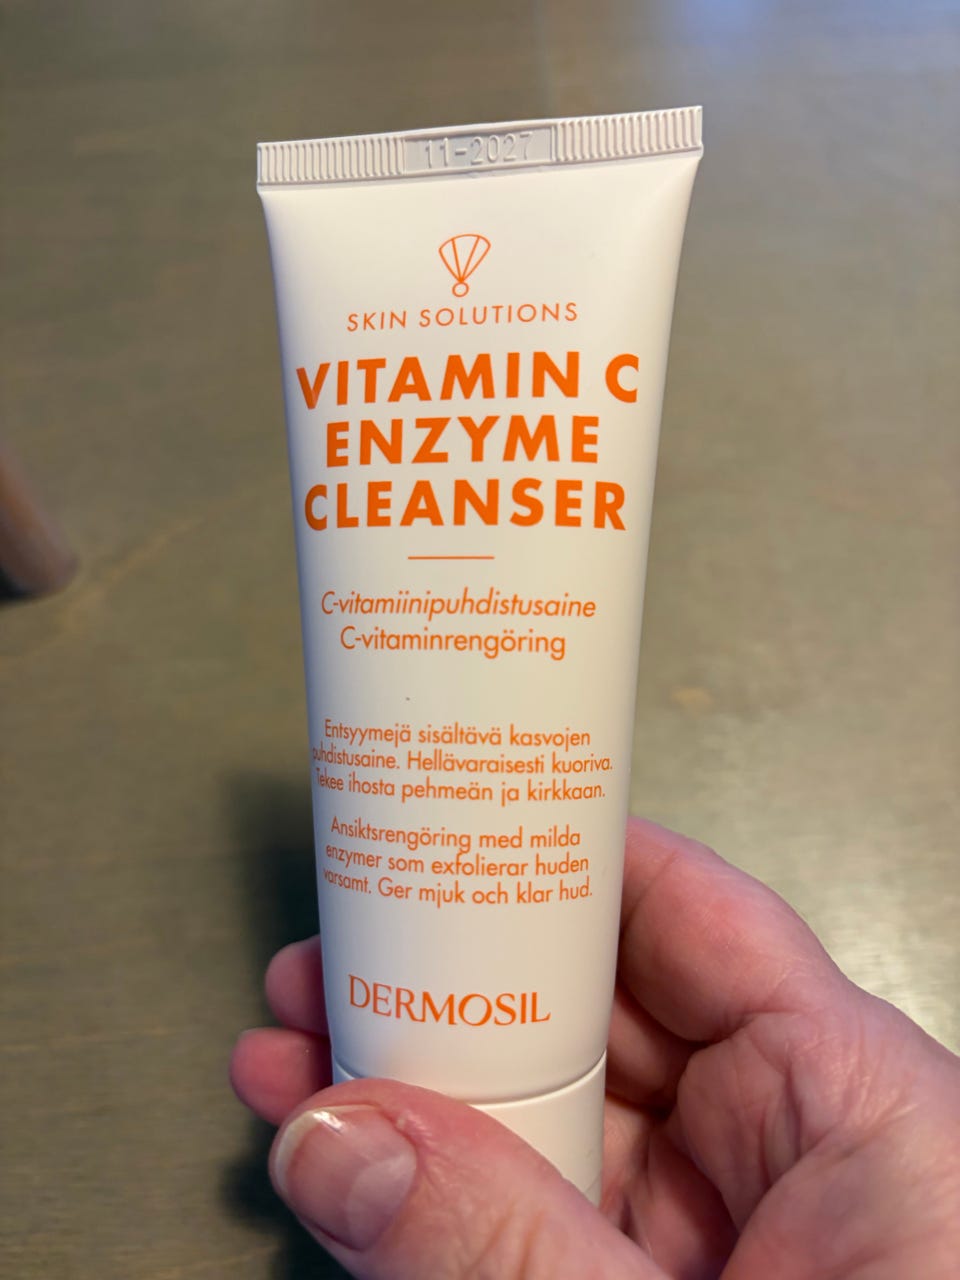 11-2027
SKIN SOLUTIONS
VITAMIN C
ENZYME
CLEANSER
C-vitamiinipuhdistusaine
C-vitaminrengöring
Entsyymejä sisältävä kasvojen
puhdistusaine. Hellävaraisesti kuoriva.
Tekee ihosta pehmeän ja kirkkaan.
Ansiktsrengöring med milda
enzymer som exfolierar huden
varsamt. Ger mjuk och klar hud.
DERMOSIL